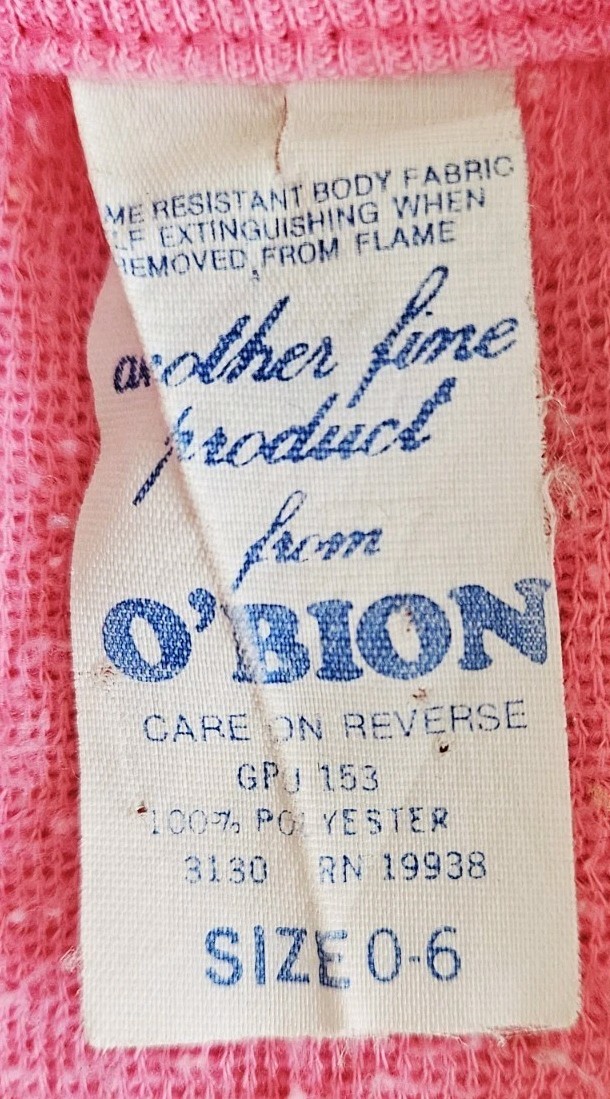 ME RESISTANT BODY FABRIC
LF EXTINGUISHING WHEN
REMOVED FROM FLAME
another fine
product
from
O'BION
CARE ON REVERSE
GPU 153
100% POLYESTER
3130 RN 19938
SIZE 0-6